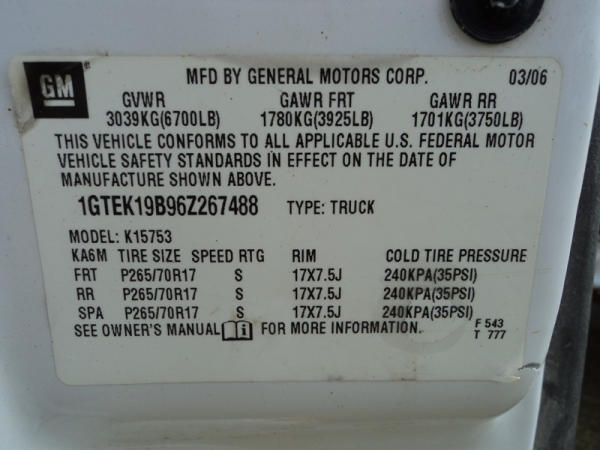 GM ®
MFD BY GENERAL MOTORS CORP. 03/06
GVWR GAWR FRT GAWR RR
3039KG(6700LB) 1780KG(3925LB) 1701KG(3750LB)
THIS VEHICLE CONFORMS TO ALL APPLICABLE U.S. FEDERAL MOTOR
VEHICLE SAFETY STANDARDS IN EFFECT ON THE DATE OF
MANUFACTURE SHOWN ABOVE.
1GTEK19B96Z267488 TYPE: TRUCK
MODEL: K15753
KA6M TIRE SIZE SPEED RTG RIM COLD TIRE PRESSURE
FRT P265/70R17 S 17X7.5J 240KPA(35PSI)
RR P265/70R17 S 17X7.5J 240KPA(35PSI)
SPA P265/70R17 S 17X7.5J 240KPA(35PSI)
SEE OWNER'S MANUAL i FOR MORE INFORMATION. F 543
T 777